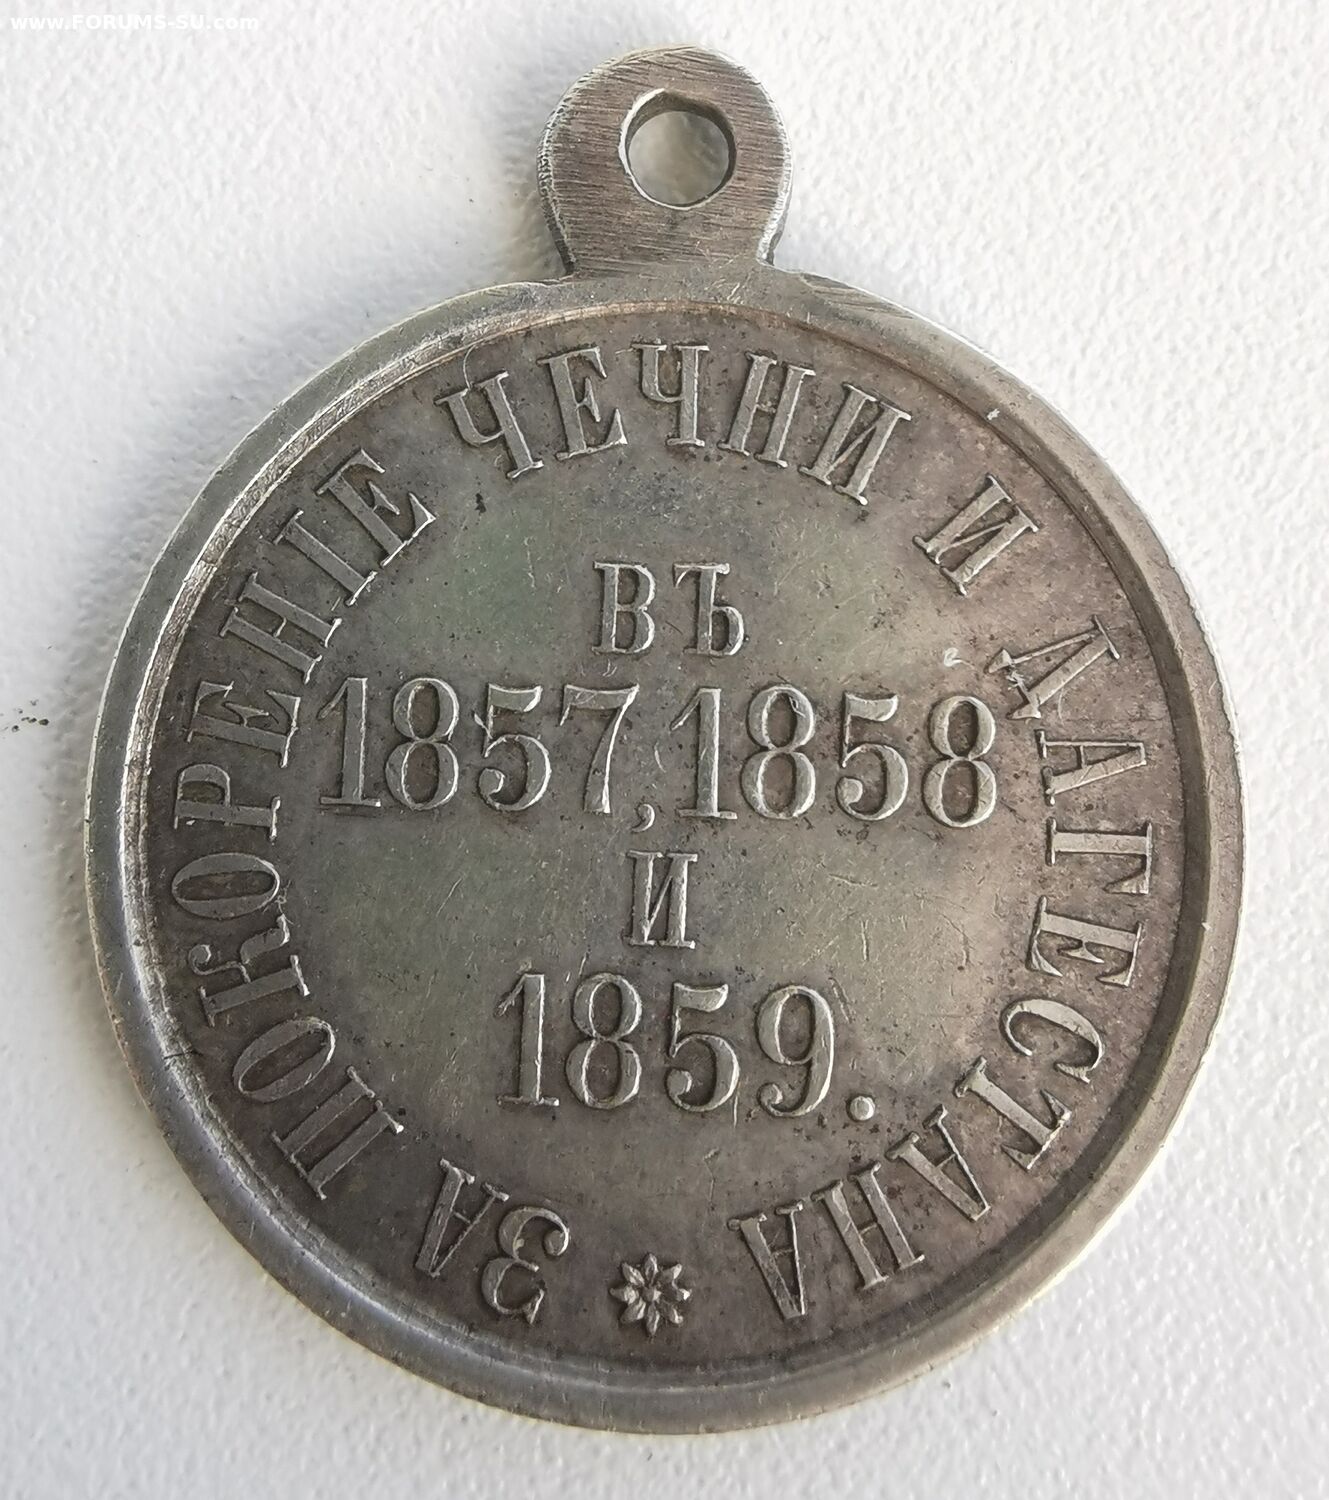 www.FORUMS-SU.com
ЗА ПОКОРЕНІЕ ЧЕЧНИ И ДАГЕСТАНА
ВЪ
1857, 1858
И
1859.